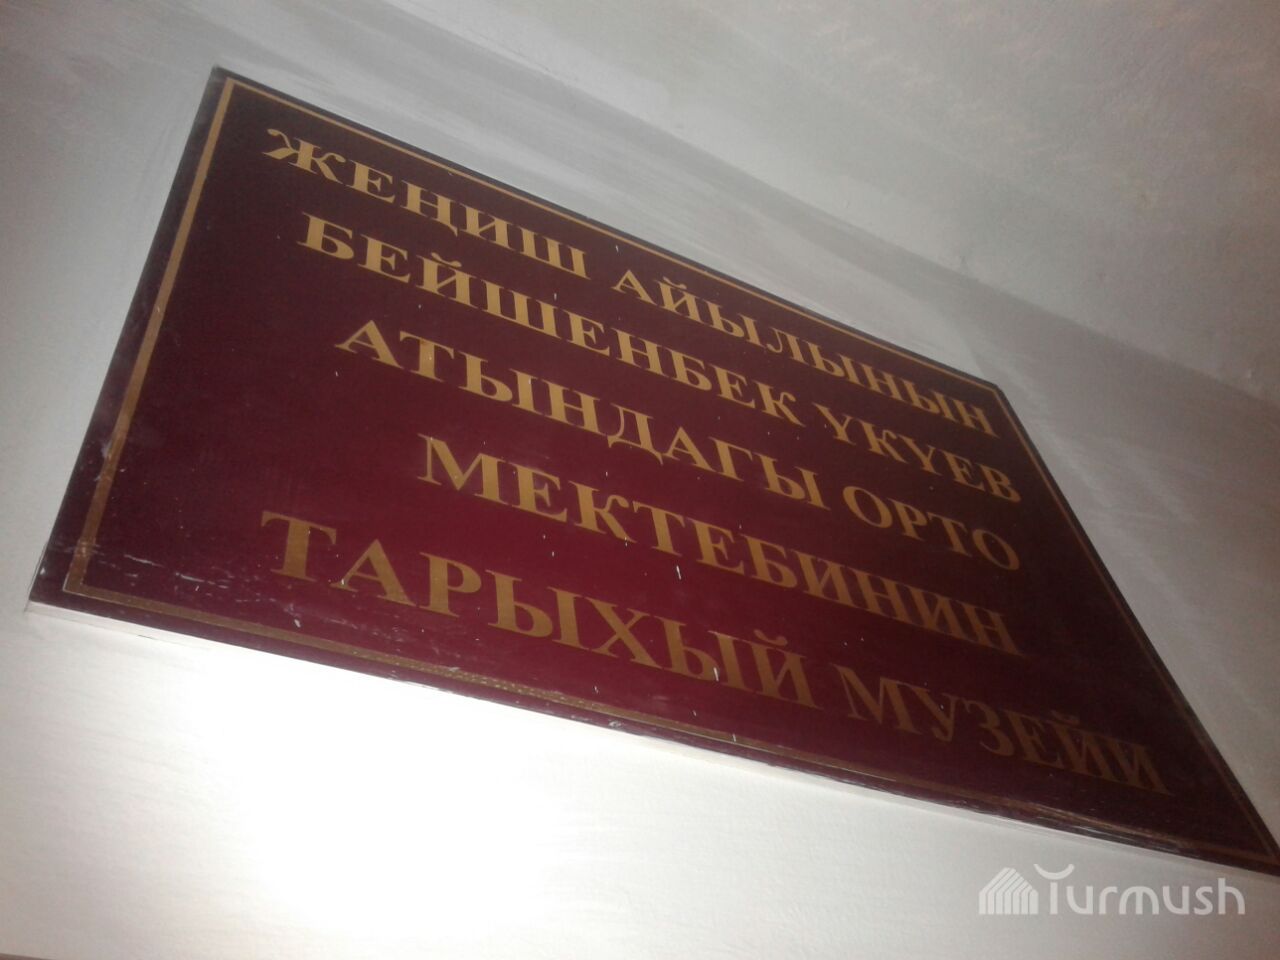 ЖЕҢИШ АЙЫЛЫНЫН
БЕЙШЕНБЕК ҮКҮЕВ
АТЫНДАГЫ ОРТО
МЕКТЕБИНИН
ТАРЫХЫЙ МУЗЕЙИ
Turmush